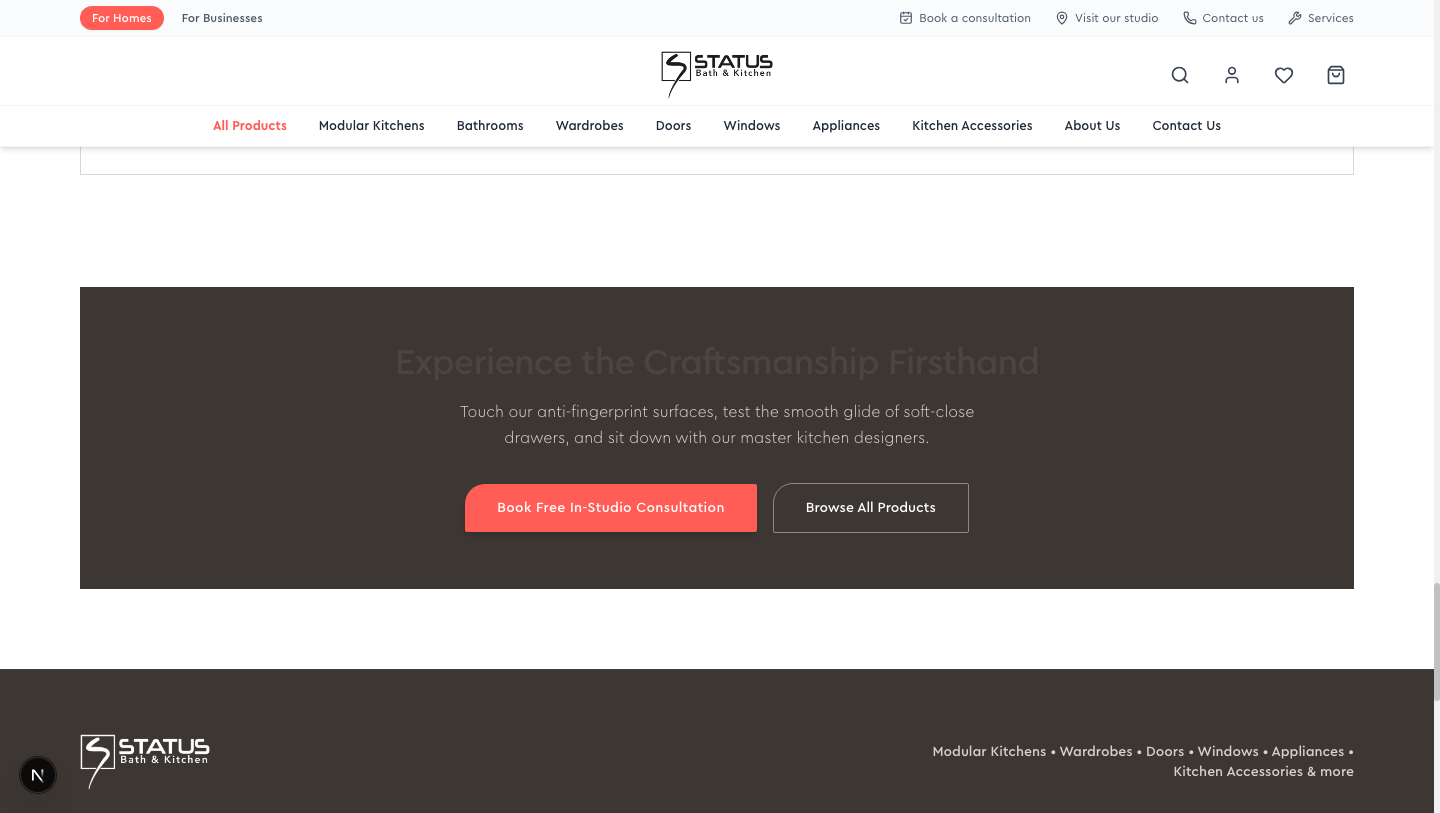 For Homes
For Businesses
Book a consultation
Visit our studio
Contact us
Services
STATUS
Bath & Kitchen
All Products
Modular Kitchens
Bathrooms
Wardrobes
Doors
Windows
Appliances
Kitchen Accessories
About Us
Contact Us
Experience the Craftsmanship Firsthand
Touch our anti-fingerprint surfaces, test the smooth glide of soft-close
drawers, and sit down with our master kitchen designers.
Book Free In-Studio Consultation
Browse All Products
STATUS
Bath & Kitchen
Modular Kitchens • Wardrobes • Doors • Windows • Appliances •
Kitchen Accessories & more
N